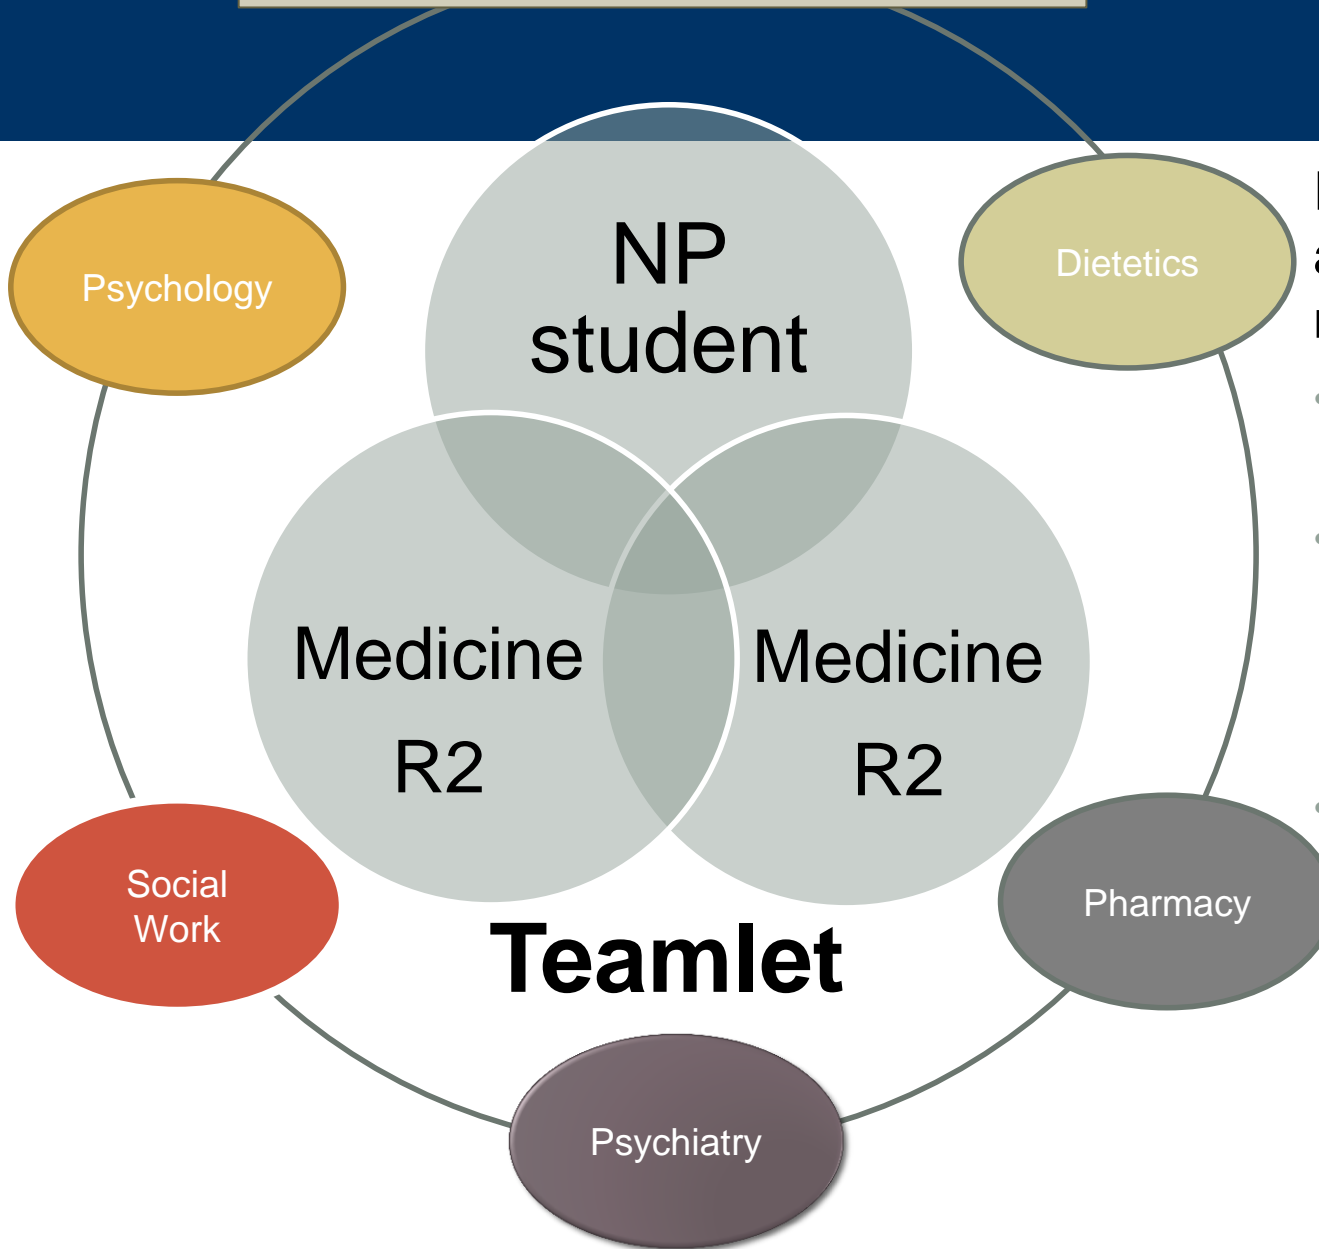 NP
student
Psychology
Dietetics
Medicine
R2
Medicine
R2
Social
Work
Pharmacy
Teamlet
Psychiatry